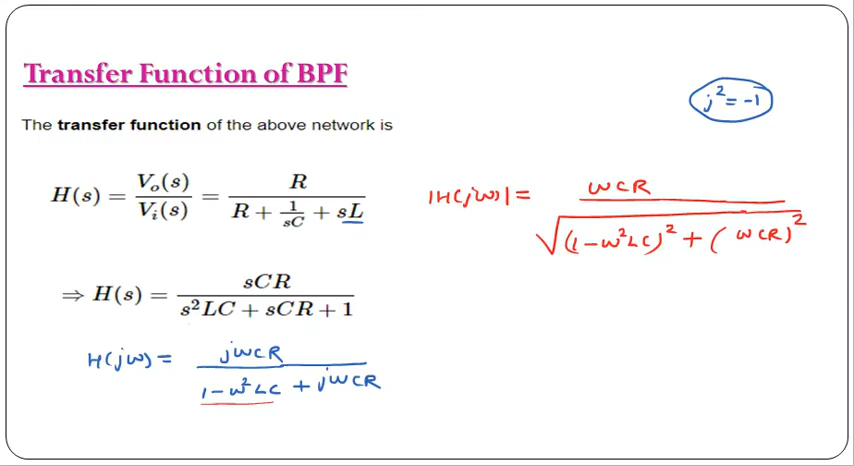 Transfer Function of BPF
j² = -1
The transfer function of the above network is
H(s) = Vo(s)/Vi(s) = R/(R + 1/sC + sL)
|H(jω)| = ωCR/√((1-ω²LC)² + (ωCR)²)
⇒ H(s) = sCR/(s²LC + sCR + 1)
H(jω) = jωCR/(1-ω²LC + jωCR)